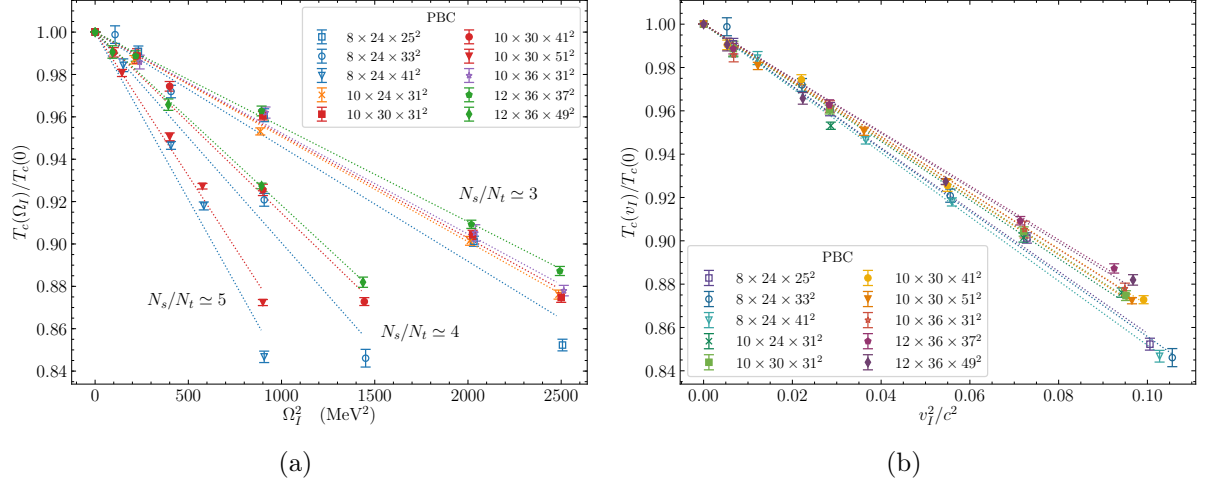 PBC
8 × 24 × 25²
8 × 24 × 33²
8 × 24 × 41²
10 × 24 × 31²
10 × 30 × 31²
10 × 30 × 41²
10 × 30 × 51²
10 × 36 × 31²
12 × 36 × 37²
12 × 36 × 49²
T_c(Ω_I)/T_c(0)
1.00
0.98
0.96
0.94
0.92
0.90
0.88
0.86
0.84
N_s/N_t ≃ 3
N_s/N_t ≃ 5
N_s/N_t ≃ 4
0
500
1000
1500
2000
2500
Ω_I² (MeV²)
(a)
T_c(v_I)/T_c(0)
1.00
0.98
0.96
0.94
0.92
0.90
0.88
0.86
0.84
PBC
8 × 24 × 25²
8 × 24 × 33²
8 × 24 × 41²
10 × 24 × 31²
10 × 30 × 31²
10 × 30 × 41²
10 × 30 × 51²
10 × 36 × 31²
12 × 36 × 37²
12 × 36 × 49²
0.00
0.02
0.04
0.06
0.08
0.10
v_I²/c²
(b)